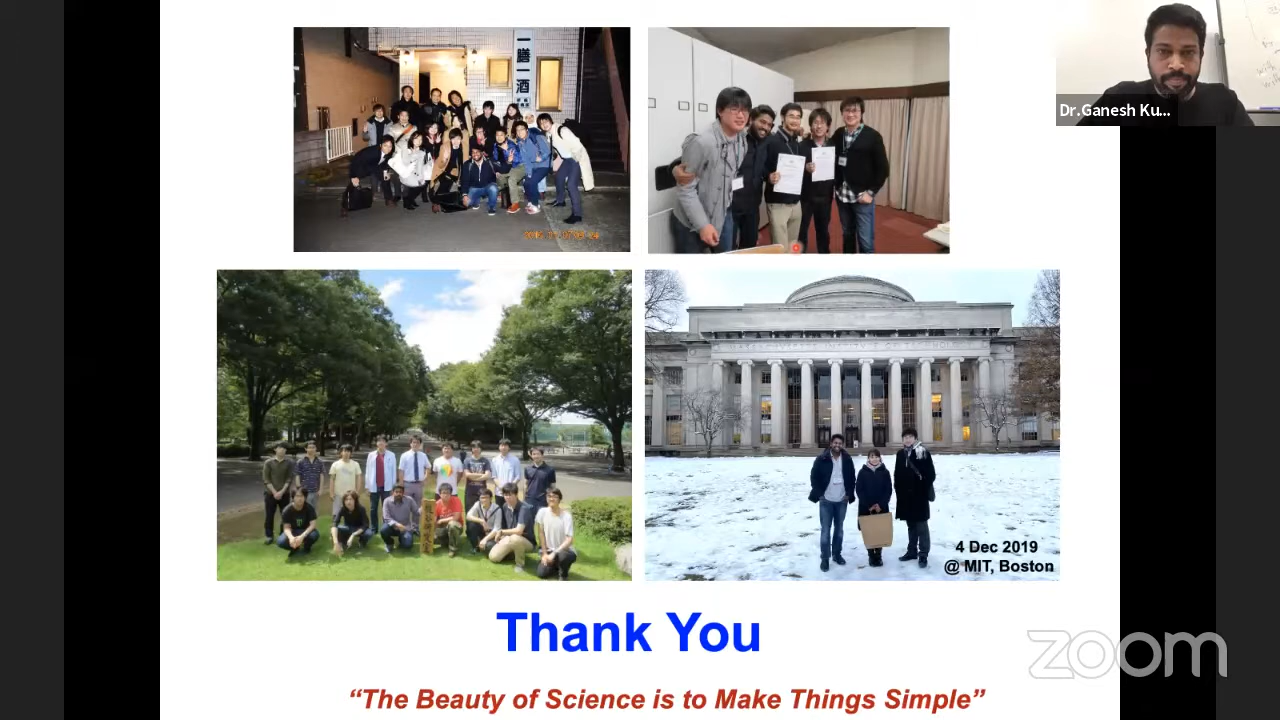 一膳一酒
Dr.Ganesh Ku...
4 Dec 2019
@ MIT, Boston
Thank You
“The Beauty of Science is to Make Things Simple”
zoom